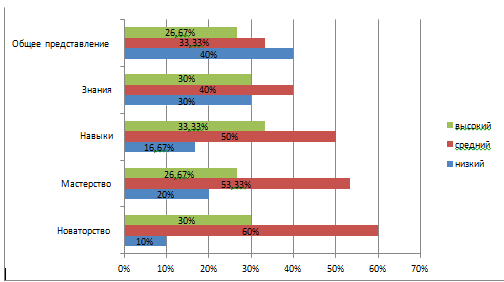 26,67%
Общее представление
33,33%
40%
30%
Знания
40%
30%
33,33%
Навыки
50%
16,67%
26,67%
Мастерство
53,33%
20%
30%
Новаторство
60%
10%
0% 10% 20% 30% 40% 50% 60% 70%
высокий
средний
низкий